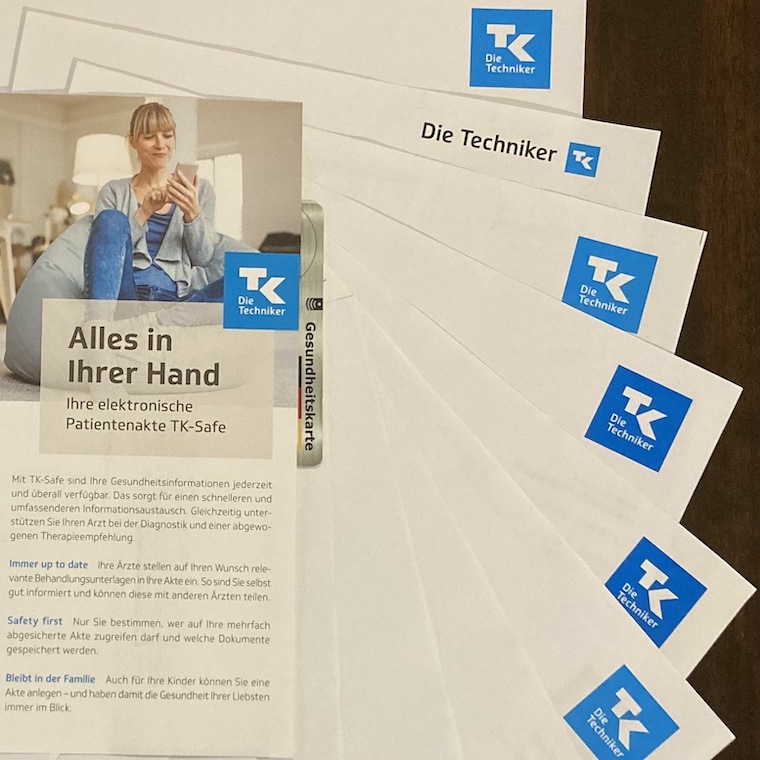 TK
Die
Techniker
Die Techniker TK
TK
Die
Techniker
TK
Die
Techniker
TK
Die
Techniker
TK
Die
Techniker
TK
Die
Techniker
Gesundheitskarte
Alles in
Ihrer Hand
Ihre elektronische
Patientenakte TK-Safe
Mit TK-Safe sind Ihre Gesundheitsinformationen jederzeit
und überall verfügbar. Das sorgt für einen schnelleren und
umfassenderen Informationsaustausch. Gleichzeitig unter-
stützen Sie Ihren Arzt bei der Diagnostik und einer abgewo-
genen Therapieempfehlung.
Immer up to date Ihre Ärzte stellen auf Ihren Wunsch rele-
vante Behandlungsunterlagen in Ihre Akte ein. So sind Sie selbst
gut informiert und können diese mit anderen Ärzten teilen.
Safety first Nur Sie bestimmen, wer auf Ihre mehrfach
abgesicherte Akte zugreifen darf und welche Dokumente
gespeichert werden.
Bleibt in der Familie Auch für Ihre Kinder können Sie eine
Akte anlegen – und haben damit die Gesundheit Ihrer Liebsten
immer im Blick.